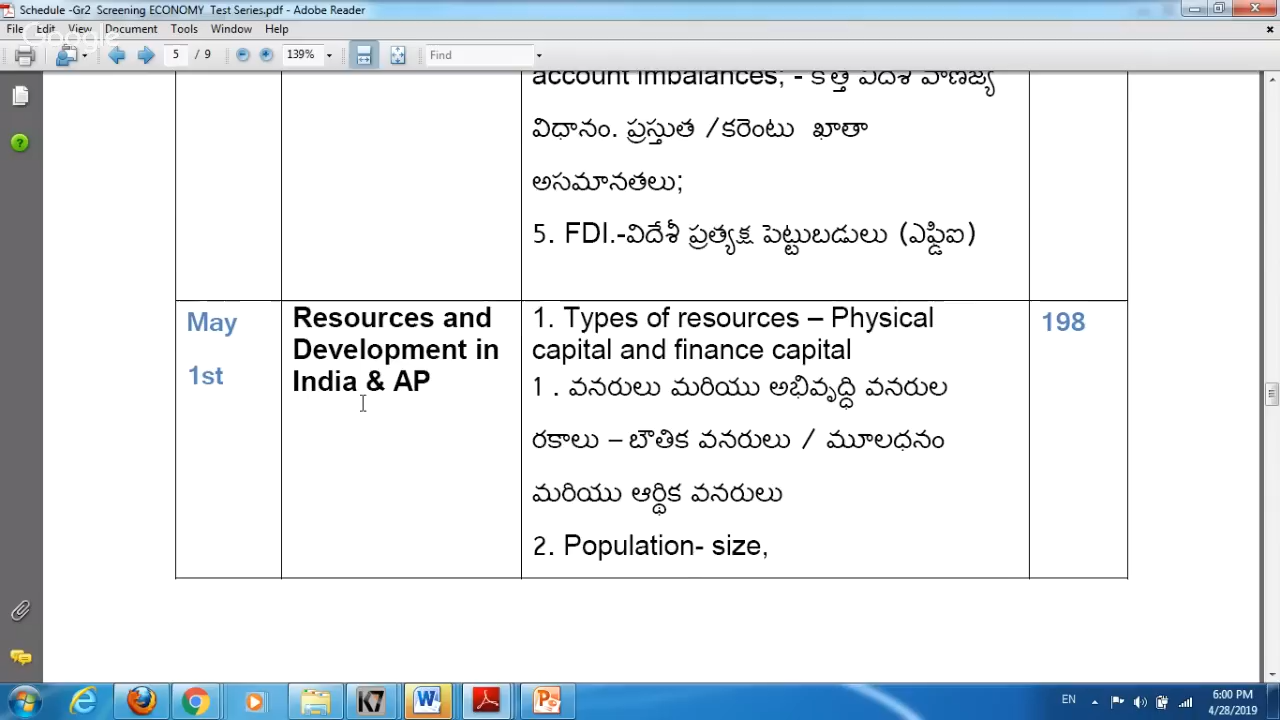 Schedule -Gr2 Screening ECONOMY Test Series.pdf - Adobe Reader
File Edit View Document Tools Window Help
Google
5 / 9 139% Find
account imbalances; - కొత్త విదేశీ వాణిజ్య
విధానం. ప్రస్తుత /కరెంటు ఖాతా
అసమానతలు;
5. FDI.-విదేశీ ప్రత్యక్ష పెట్టుబడులు (ఎఫ్డిఐ)
May
1st
Resources and
Development in
India & AP
1. Types of resources – Physical
capital and finance capital
1 . వనరులు మరియు అభివృద్ధి వనరుల
రకాలు – బౌతిక వనరులు / మూలధనం
మరియు ఆర్థిక వనరులు
2. Population- size,
198
EN 6:00 PM
4/28/2019